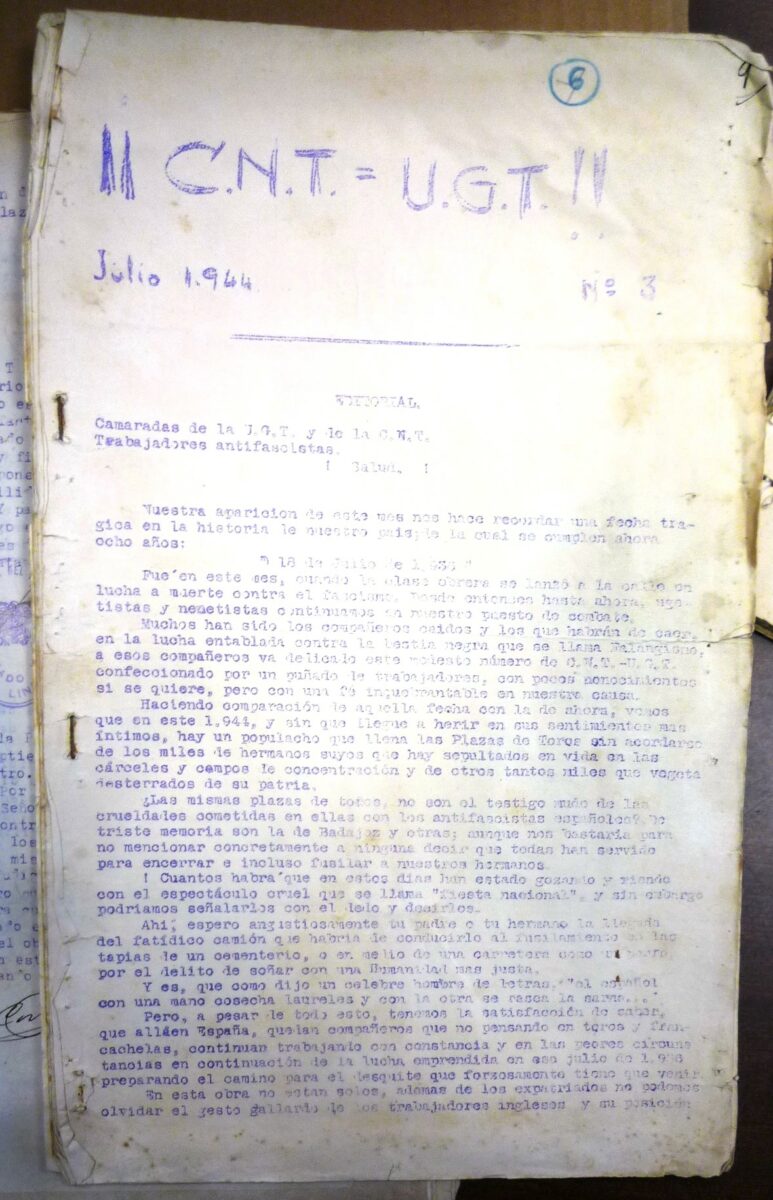 6
9
¡¡ C.N.T. = U.G.T. !!
Julio 1.944
Nº 3
EDITORIAL.
Camaradas de la U.G.T. y de la C.N.T.
Trabajadores antifascistas.
! Salud. !
Nuestra aparicion de este mes nos hace recordar una fecha tra-
gica en la historia de nuestro pais; de la cual se cumplen ahora
ocho años:
" 18 de Julio de 1.936 "
Fue en este mes, cuando la clase obrera se lanzó a la calle en
lucha a muerte contra el fascismo. Desde entonces hasta ahora, uge-
tistas y cenetistas continuamos en nuestro puesto de combate.
Muchos han sido los compañeros caidos y los que habrán de caer,
en la lucha entablada contra la bestia negra que se llama Falangismo,
a esos compañeros va dedicado este modesto número de C.N.T.-U.G.T.
confeccionado por un puñado de trabajadores, con pocos conocimientos
si se quiere, pero con una fé inquebrantable en nuestra causa.
Haciendo comparación de aquella fecha con la de ahora, vemos
que en este 1.944, y sin que llegue a herir en sus sentimientos mas
íntimos, hay un populacho que llena las Plazas de Toros sin acordarse
de los miles de hermanos suyos que hay sepultados en vida en las
cárceles y campos de concentración y de otros tantos miles que vegeta
desterrados de su patria.
¿Las mismas plazas de toros, no son el testigo mudo de las
crueldades cometidas en ellas con los antifascistas españoles? De
triste memoria son la de Badajoz y otras; aunque nos bastaria para
no mencionar concretamente a ninguna decir que todas han servido
para encerrar e incluso fusilar a nuestros hermanos.
! Cuantos habra que en estos dias han estado gozando y riendo
con el espectáculo cruel que se llama "fiesta nacional", y sin embargo
podriamos señalarlos con el dedo y decirles.
Ahi, espero angustiosamente tu padre o tu hermano la llegada
del fatídico camión que habria de conducirlo al fusilamiento en las
tapias de un cementerio, o en medio de una carretera como un perro,
por el delito de soñar con una Humanidad mas justa.
Y es, que como dijo un celebre hombre de letras, "el español
con una mano cosecha laureles y con la otra se rasca la sarna...
Pero, a pesar de todo esto, tenemos la satisfacción de saber,
que alláen España, quedan compañeros que no pensando en toros y fran-
cachelas, continuan trabajando con constancia y en las peores circuns
tancias en continuación de la lucha emprendida en ese julio de 1.936
preparando el camino para el desquite que forzosamente tiene que venir.
En esta obra no estan solos, ademas de los expatriados no podemos
olvidar el gesto gallardo de los trabajadores ingleses y su posición